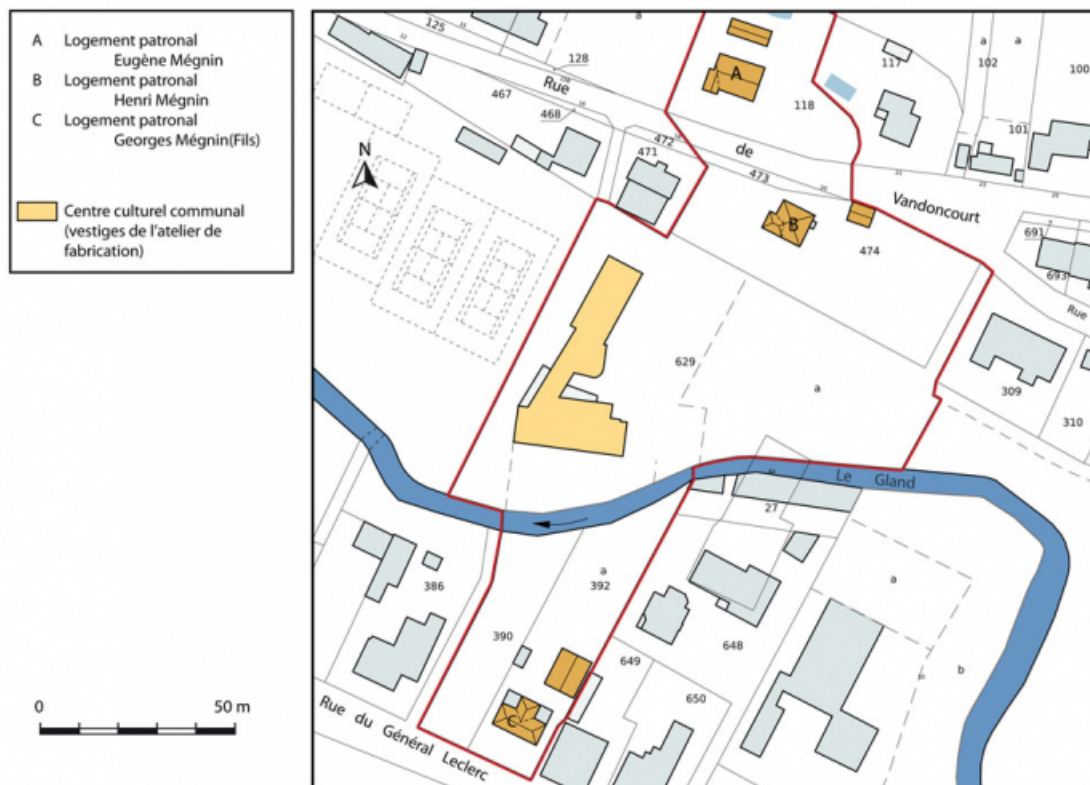 A Logement patronal
Eugène Mégnin
B Logement patronal
Henri Mégnin
C Logement patronal
Georges Mégnin(Fils)
Centre culturel communal
(vestiges de l'atelier de
fabrication)
0 50 m
N
125
a
128
Rue
467
468
472
471
de
473
A
118
117
a
a
102
100
101
Vandoncourt
B
474
691
693
Rue
629
a
309
310
Le Gland
27
a
392
386
390
a
b
648
649
650
C
Rue du Général Leclerc